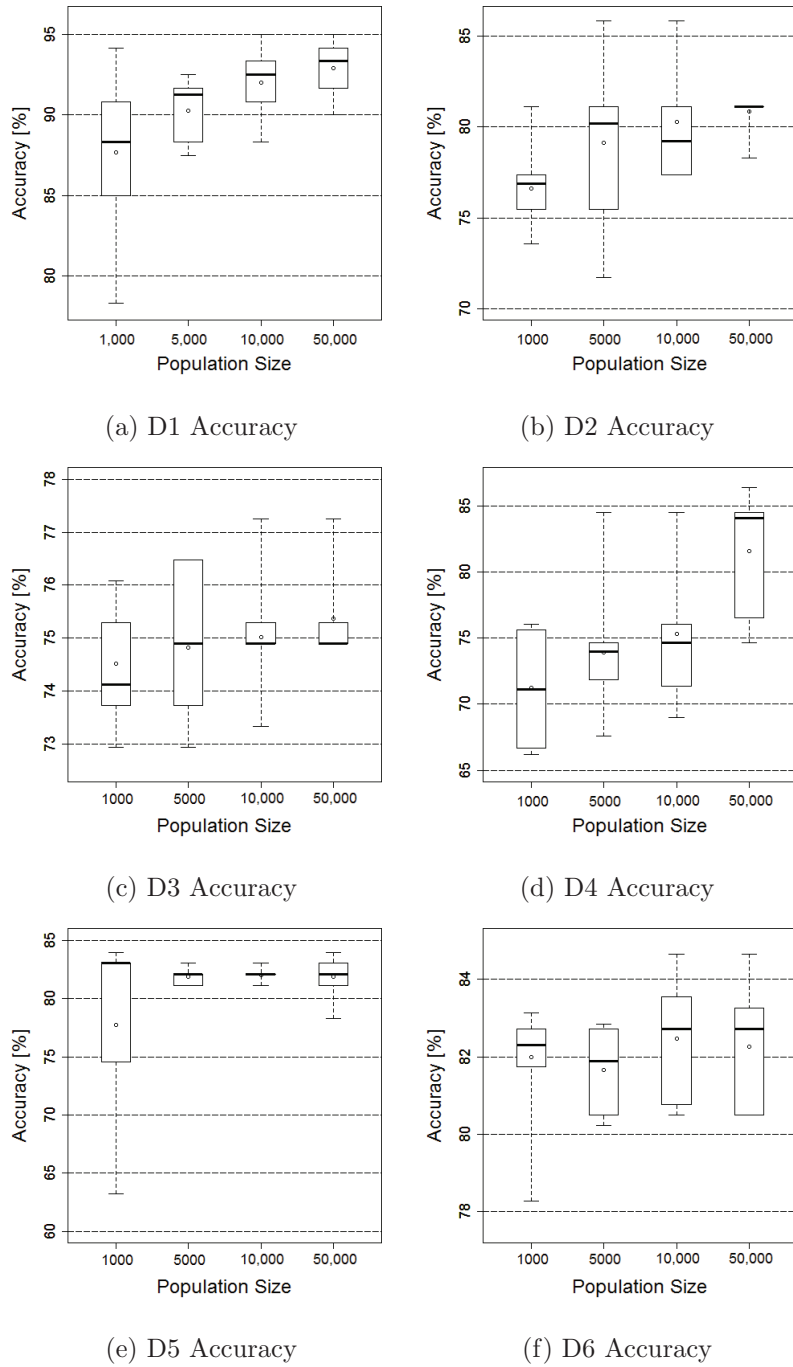 95
90
85
80
Accuracy [%]
1,000 5,000 10,000 50,000
Population Size
(a) D1 Accuracy
85
80
75
70
Accuracy [%]
1000 5000 10,000 50,000
Population Size
(b) D2 Accuracy
78
77
76
75
74
73
Accuracy [%]
1000 5000 10,000 50,000
Population Size
(c) D3 Accuracy
85
80
75
70
65
Accuracy [%]
1000 5000 10,000 50,000
Population Size
(d) D4 Accuracy
85
80
75
70
65
60
Accuracy [%]
1000 5000 10,000 50,000
Population Size
(e) D5 Accuracy
84
82
80
78
Accuracy [%]
1000 5000 10,000 50,000
Population Size
(f) D6 Accuracy